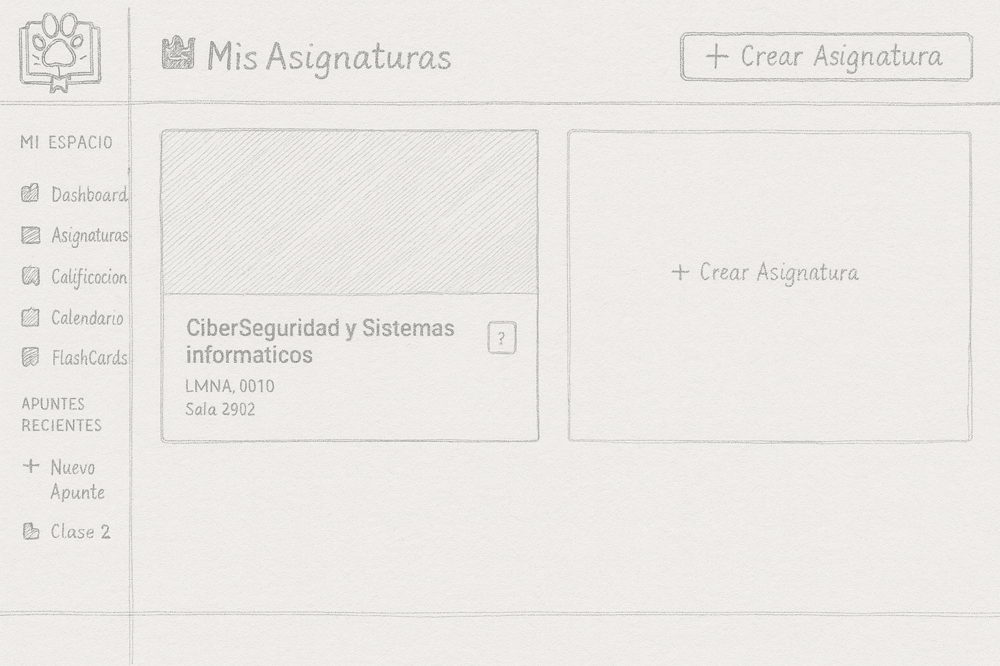 Mis Asignaturas
+ Crear Asignatura
MI ESPACIO
Dashboard
Asignaturas
Calificocion
Calendario
FlashCards
APUNTES
RECIENTES
+ Nuevo
Apunte
Clase 2
CiberSeguridad y Sistemas
informaticos
?
LMNA, 0010
Sala 2902
+ Crear Asignatura